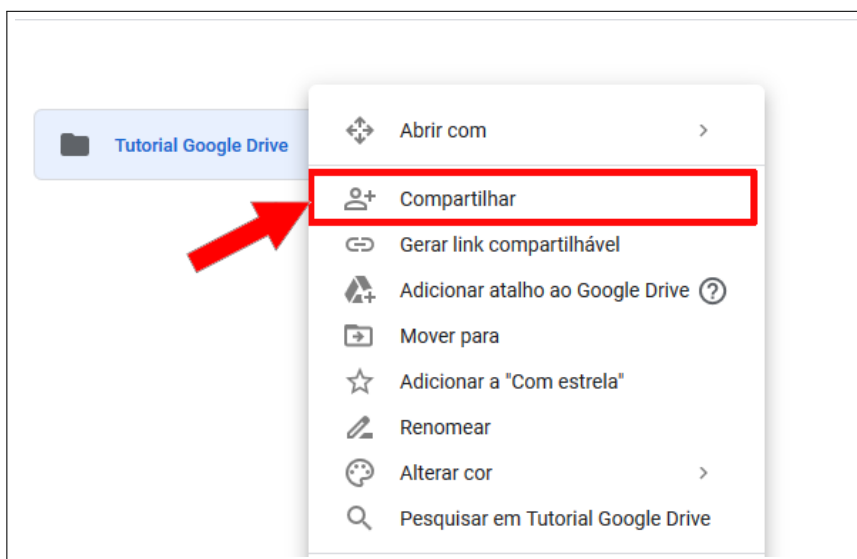 Tutorial Google Drive
Abrir com
Compartilhar
Gerar link compartilhável
Adicionar atalho ao Google Drive ?
Mover para
Adicionar a "Com estrela"
Renomear
Alterar cor
Pesquisar em Tutorial Google Drive